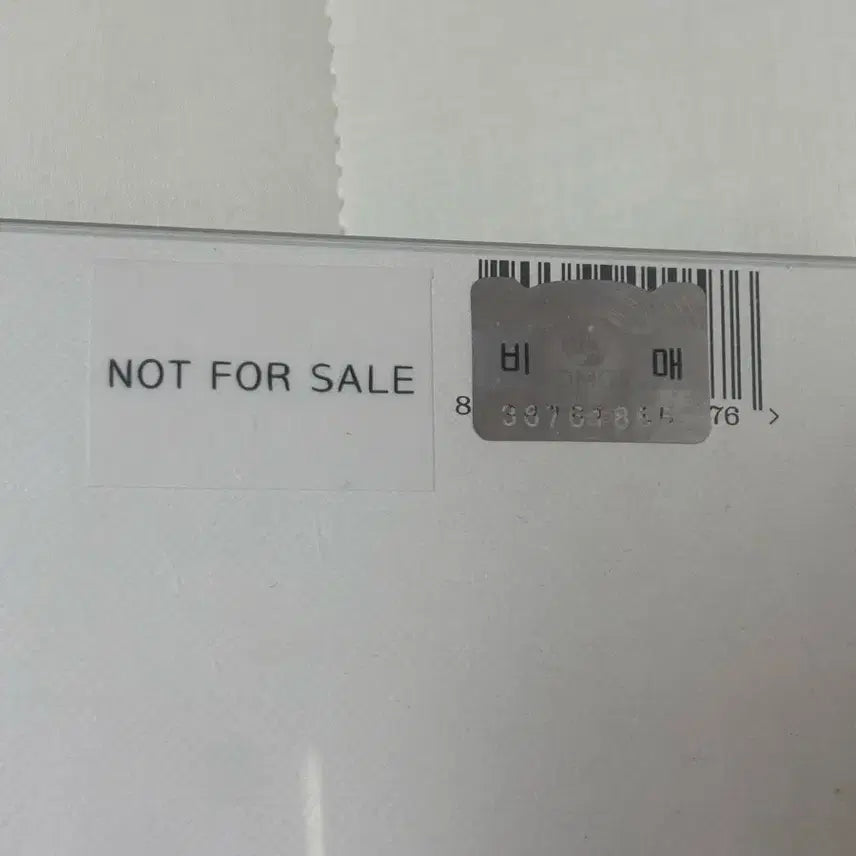 NOT FOR SALE
비 매
8 76 >